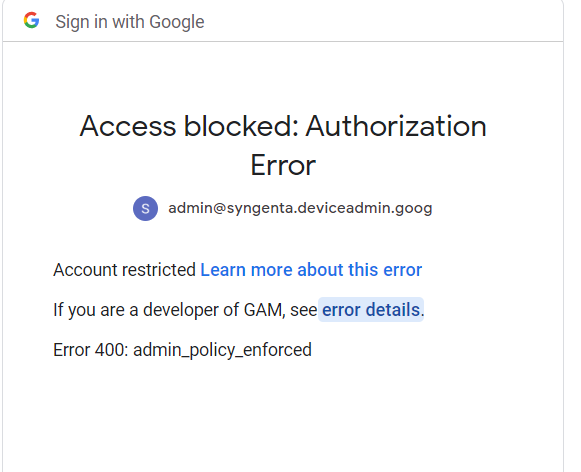 Sign in with Google
Access blocked: Authorization
Error
S admin@syngenta.deviceadmin.goog
Account restricted Learn more about this error
If you are a developer of GAM, see error details.
Error 400: admin_policy_enforced